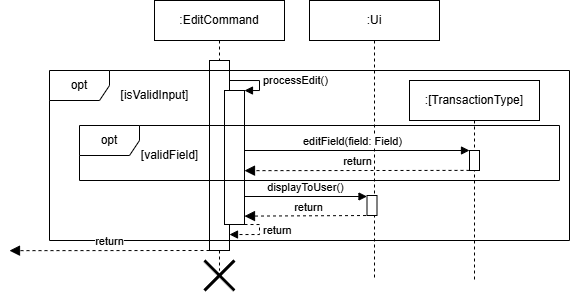 :EditCommand
:Ui
opt
[isValidInput]
processEdit()
:[TransactionType]
opt
[validField]
editField(field: Field)
return
displayToUser()
return
return
return